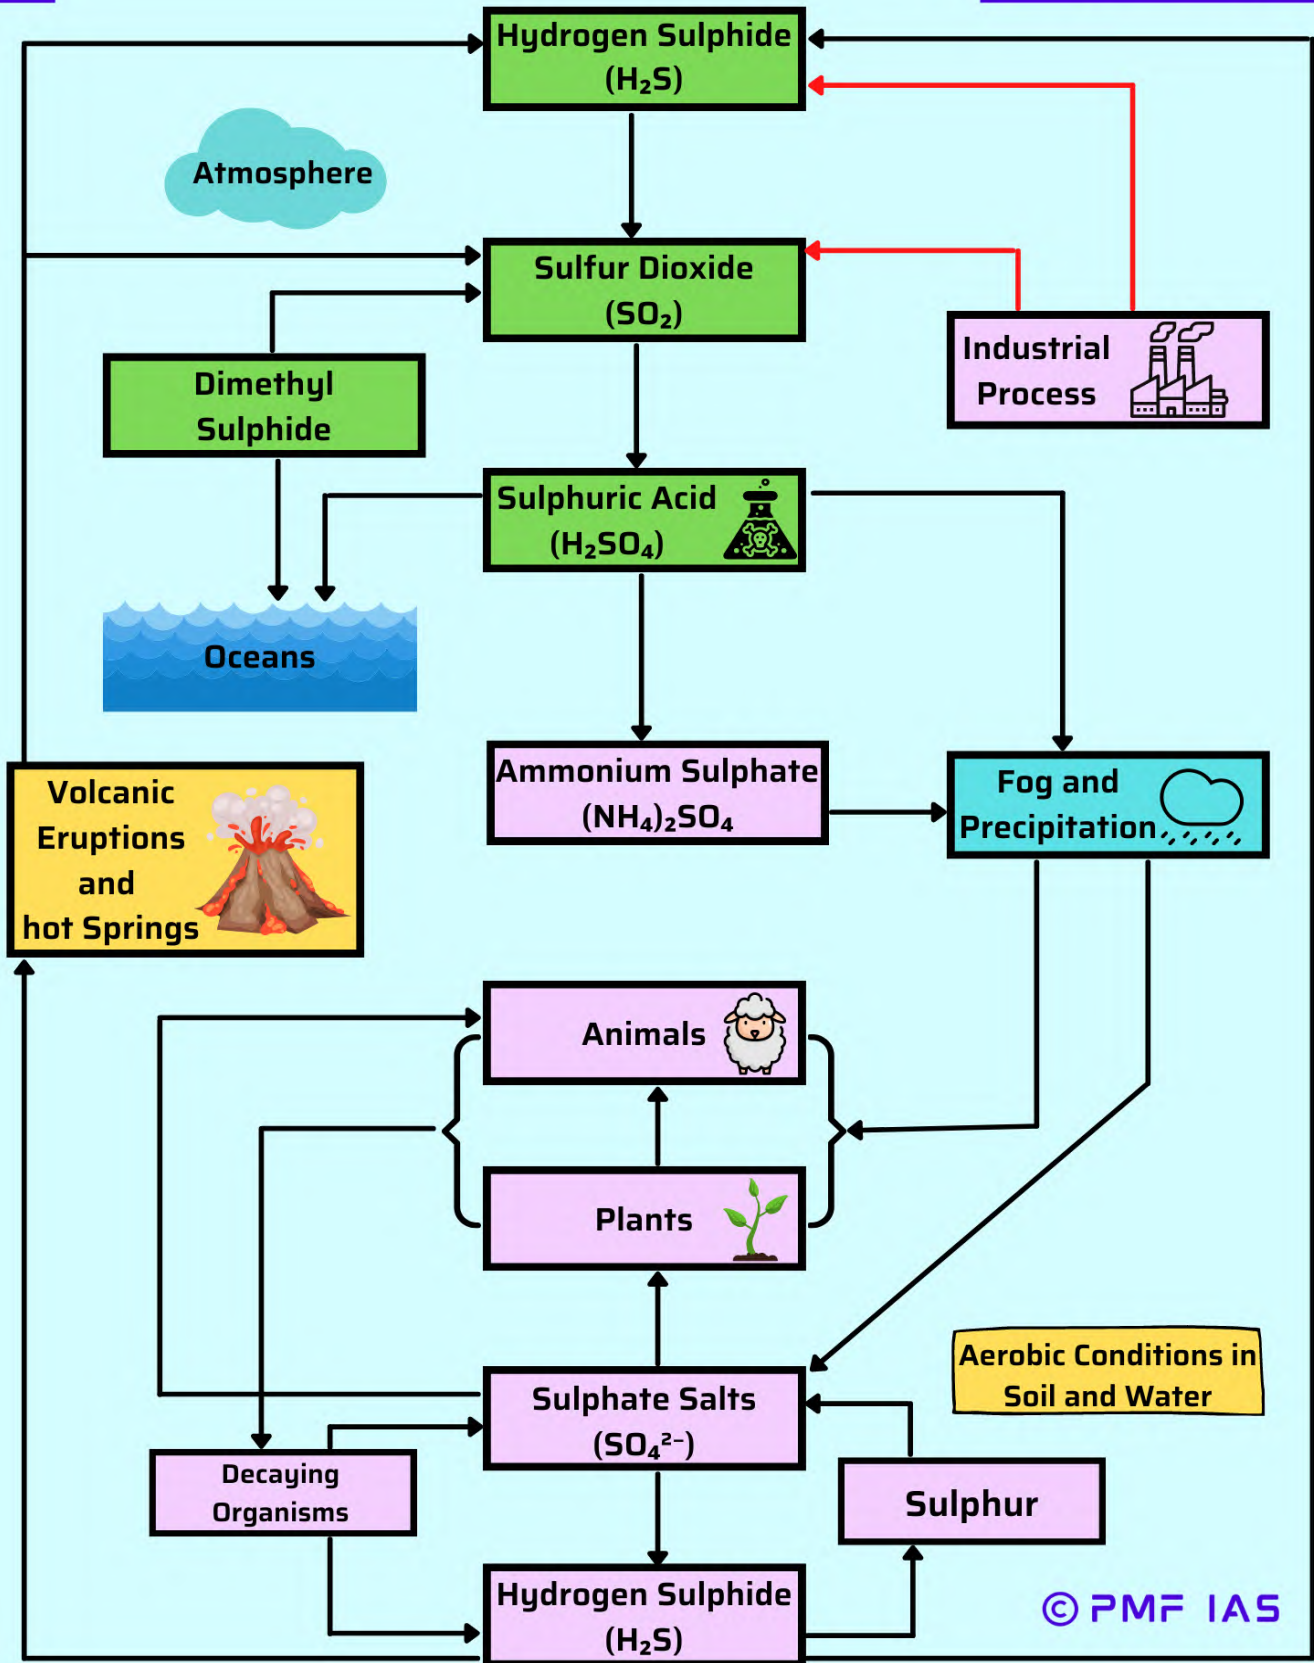 Hydrogen Sulphide
(H₂S)
Atmosphere
Sulfur Dioxide
(SO₂)
Industrial
Process
Dimethyl
Sulphide
Sulphuric Acid
(H₂SO₄)
Oceans
Ammonium Sulphate
(NH₄)₂SO₄
Fog and
Precipitation
Volcanic
Eruptions
and
hot Springs
Animals
Plants
Aerobic Conditions in
Soil and Water
Sulphate Salts
(SO₄²⁻)
Decaying
Organisms
Sulphur
Hydrogen Sulphide
(H₂S)
© PMF IAS